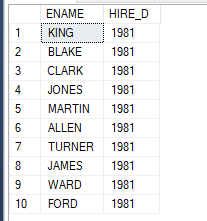 ENAME HIRE_D
1 KING 1981
2 BLAKE 1981
3 CLARK 1981
4 JONES 1981
5 MARTIN 1981
6 ALLEN 1981
7 TURNER 1981
8 JAMES 1981
9 WARD 1981
10 FORD 1981